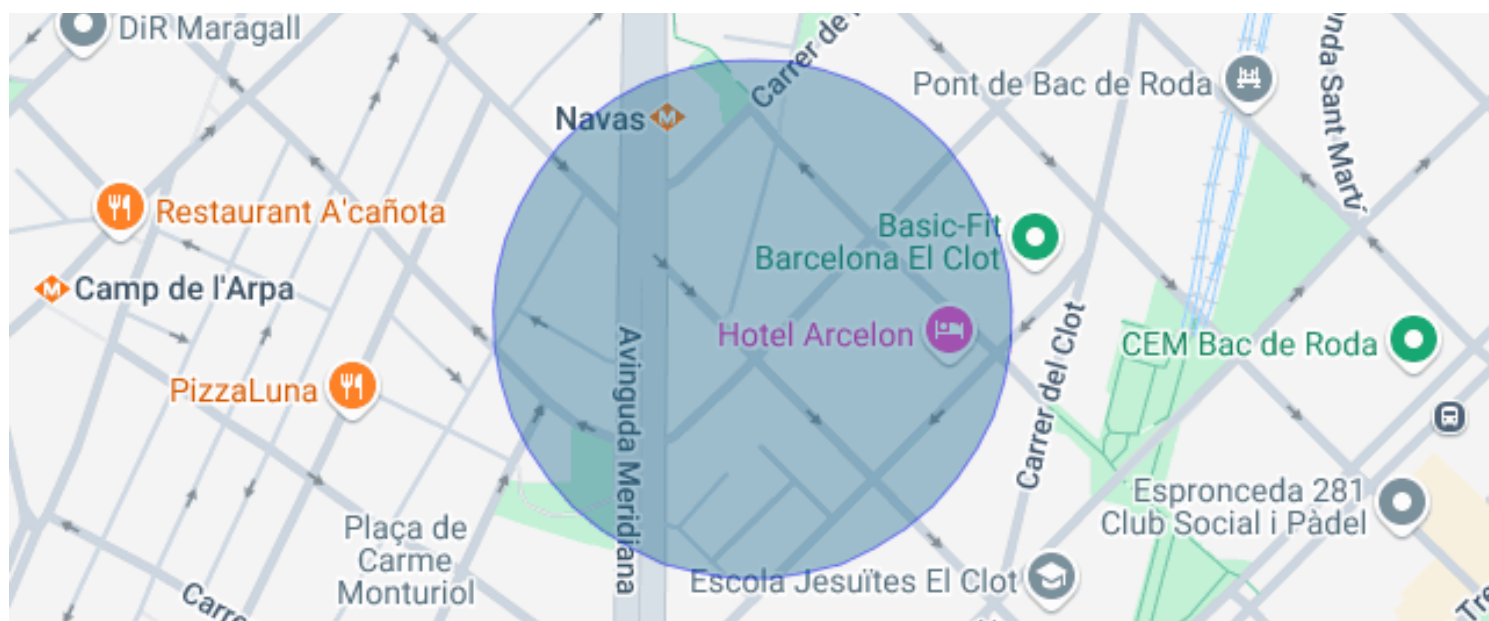 DiR Maragall
Carrer de
Pont de Bac de Roda
nda Sant Martí
Navas
Restaurant A'cañota
Basic-Fit
Barcelona El Clot
Camp de l'Arpa
Hotel Arcelon
CEM Bac de Roda
PizzaLuna
Avinguda Meridiana
Carrer del Clot
Espronceda 281
Club Social i Pàdel
Plaça de
Carme
Monturiol
Escola Jesuïtes El Clot
Carre
Tre